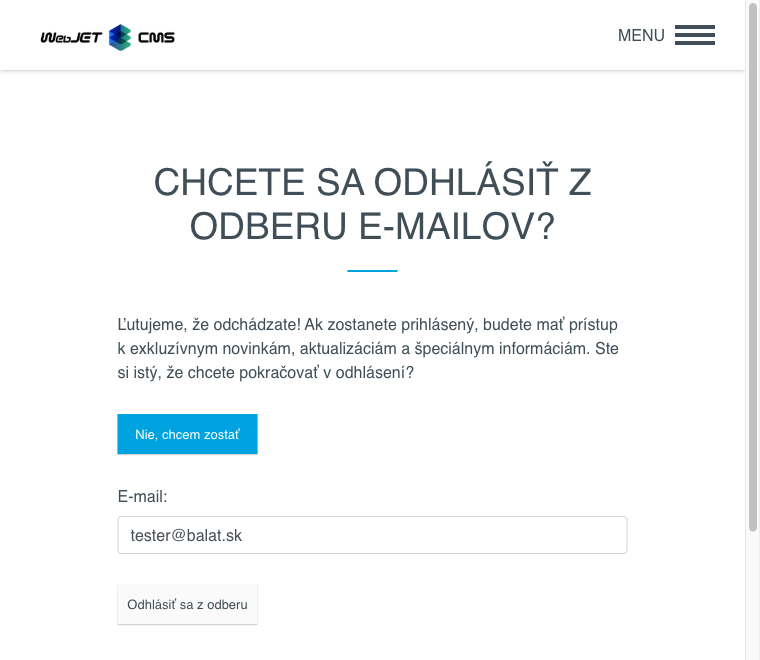 WebJET CMS
MENU
CHCETE SA ODHLÁSIŤ Z
ODBERU E-MAILOV?
Ľutujeme, že odchádzate! Ak zostanete prihlásený, budete mať prístup
k exkluzívnym novinkám, aktualizáciám a špeciálnym informáciám. Ste
si istý, že chcete pokračovať v odhlásení?
Nie, chcem zostať
E-mail:
tester@balat.sk
Odhlásiť sa z odberu